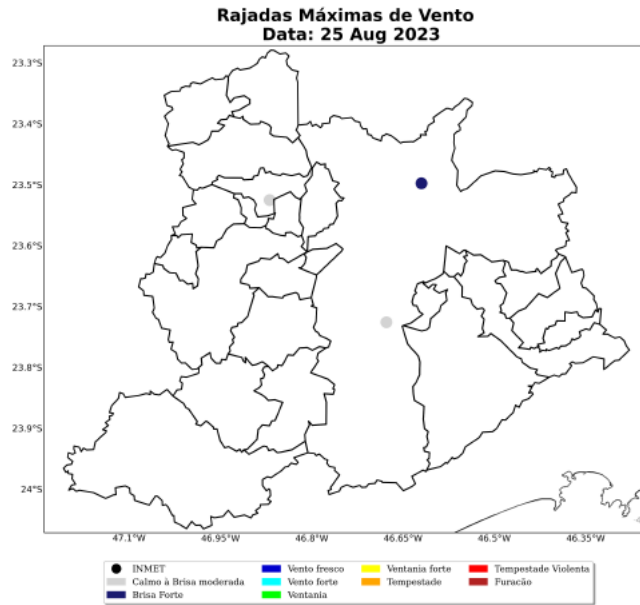 Rajadas Máximas de Vento
Data: 25 Aug 2023
23.3°S
23.4°S
23.5°S
23.6°S
23.7°S
23.8°S
23.9°S
24°S
47.1°W 46.95°W 46.8°W 46.65°W 46.5°W 46.35°W
INMET Vento fresco Ventania forte Tempestade Violenta
Calmo à Brisa moderada Vento forte Tempestade Furacão
Brisa Forte Ventania